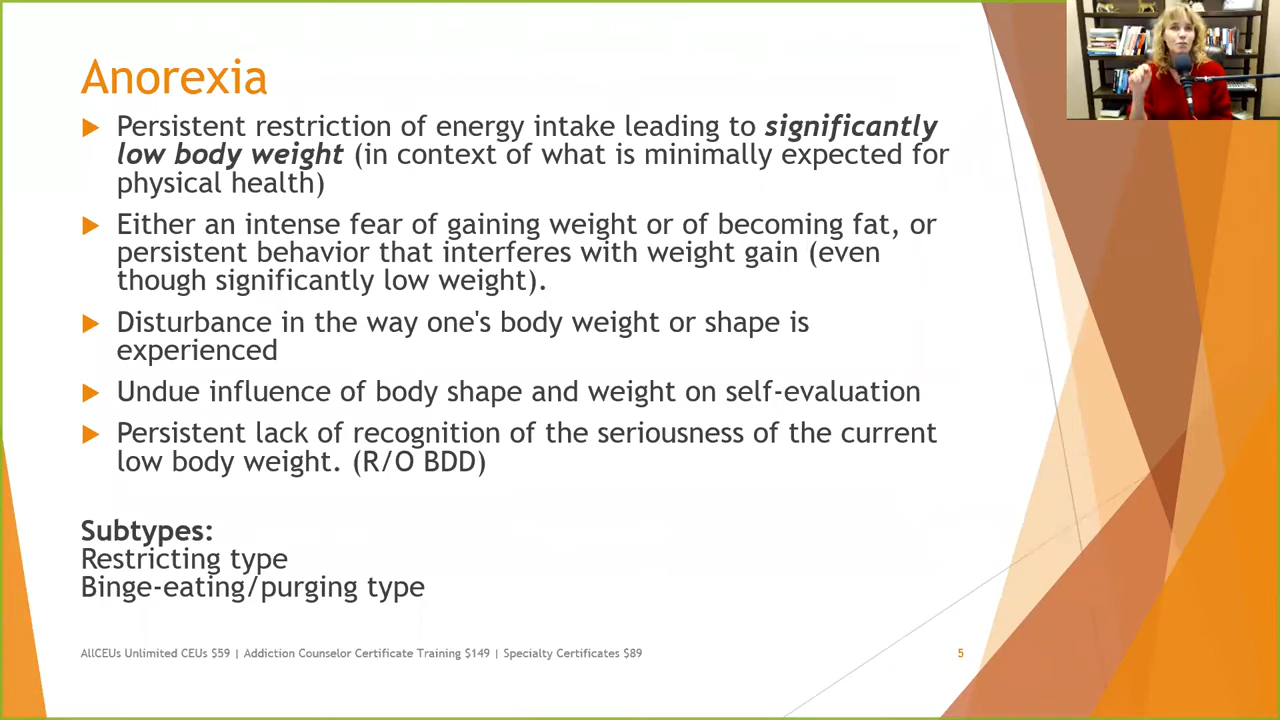 Anorexia
Persistent restriction of energy intake leading to significantly
low body weight (in context of what is minimally expected for
physical health)
Either an intense fear of gaining weight or of becoming fat, or
persistent behavior that interferes with weight gain (even
though significantly low weight).
Disturbance in the way one's body weight or shape is
experienced
Undue influence of body shape and weight on self-evaluation
Persistent lack of recognition of the seriousness of the current
low body weight. (R/O BDD)
Subtypes:
Restricting type
Binge-eating/purging type
AllCEUs Unlimited CEUs $59 | Addiction Counselor Certificate Training $149 | Specialty Certificates $89
5